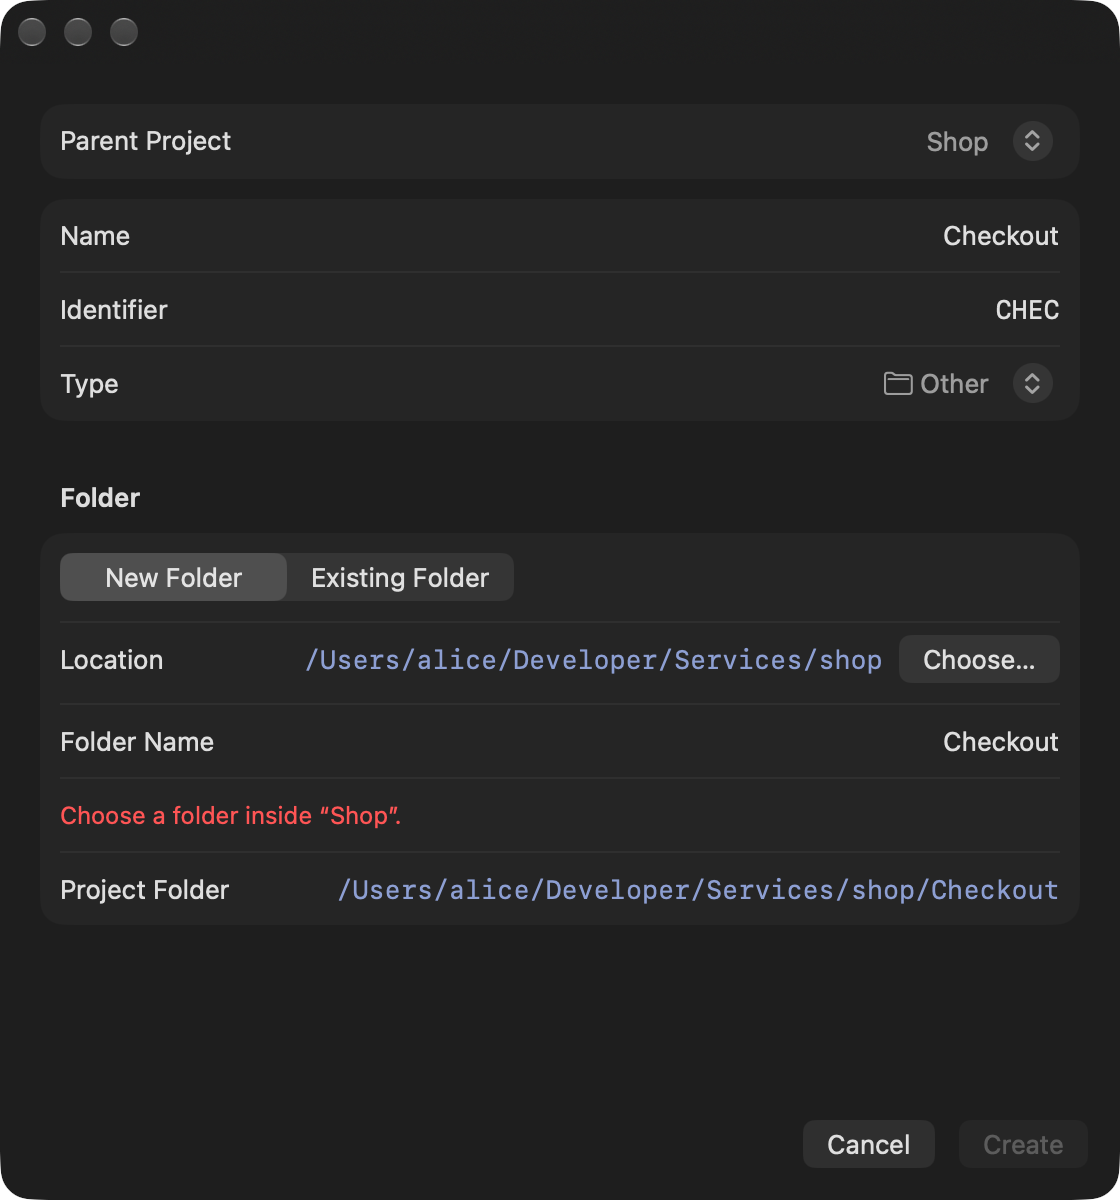 Parent Project Shop
Name Checkout
Identifier CHEC
Type Other
Folder
New Folder Existing Folder
Location /Users/alice/Developer/Services/shop Choose...
Folder Name Checkout
Choose a folder inside “Shop”.
Project Folder /Users/alice/Developer/Services/shop/Checkout
Cancel Create